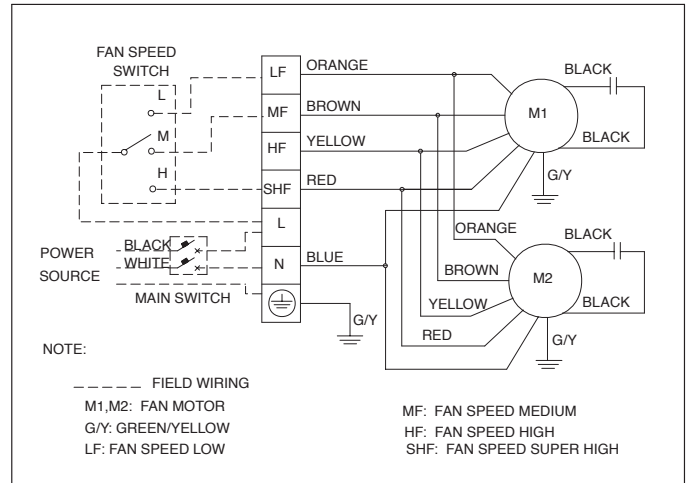 FAN SPEED
SWITCH
L
M
H
LF
MF
HF
SHF
L
N
ORANGE
BROWN
YELLOW
RED
BLUE
G/Y
BLACK
M1
BLACK
G/Y
ORANGE
BROWN
YELLOW
RED
BLACK
M2
BLACK
G/Y
POWER
SOURCE
BLACK
WHITE
MAIN SWITCH
NOTE:
FIELD WIRING
M1,M2: FAN MOTOR
G/Y: GREEN/YELLOW
LF: FAN SPEED LOW
MF: FAN SPEED MEDIUM
HF: FAN SPEED HIGH
SHF: FAN SPEED SUPER HIGH